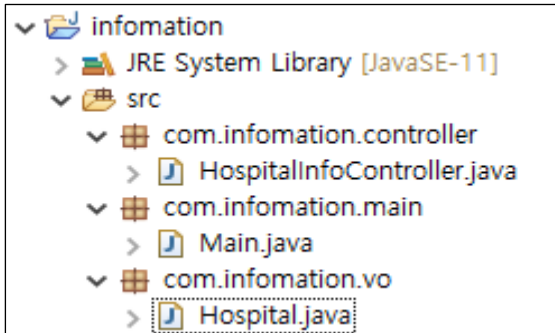 infomation
JRE System Library [JavaSE-11]
src
com.infomation.controller
HospitalInfoController.java
com.infomation.main
Main.java
com.infomation.vo
Hospital.java